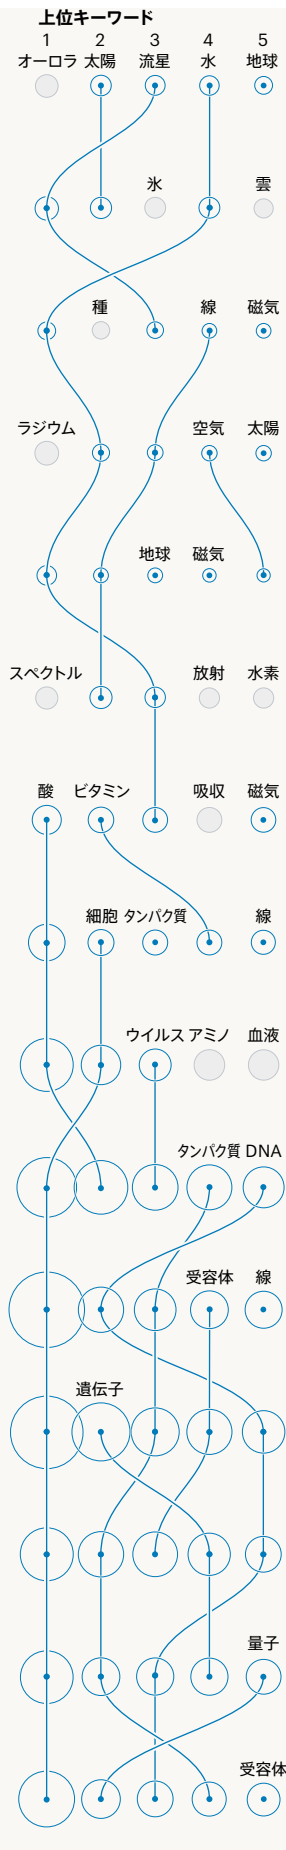 上位キーワード
1 2 3 4 5
オーロラ 太陽 流星 水 地球
氷 雲
種 線 磁気
ラジウム 空気 太陽
地球 磁気
スペクトル 放射 水素
酸 ビタミン 吸収 磁気
細胞 タンパク質 線
ウイルス アミノ 血液
タンパク質 DNA
受容体 線
遺伝子
量子
受容体